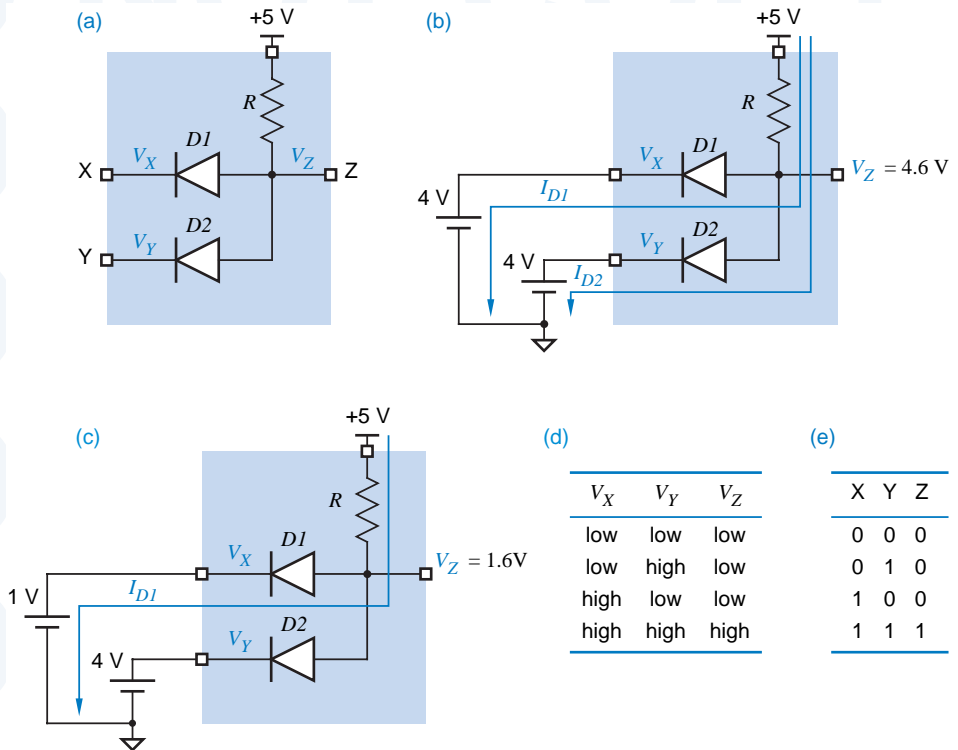 (a)
+5 V
R
D1
X
V_X
V_Z
Z
D2
Y
V_Y
(b)
+5 V
R
D1
V_X
V_Z = 4.6 V
I_D1
4 V
D2
V_Y
4 V
I_D2
(c)
+5 V
R
D1
V_X
V_Z = 1.6V
I_D1
1 V
D2
V_Y
4 V
(d)
V_X V_Y V_Z
low low low
low high low
high low low
high high high
(e)
X Y Z
0 0 0
0 1 0
1 0 0
1 1 1